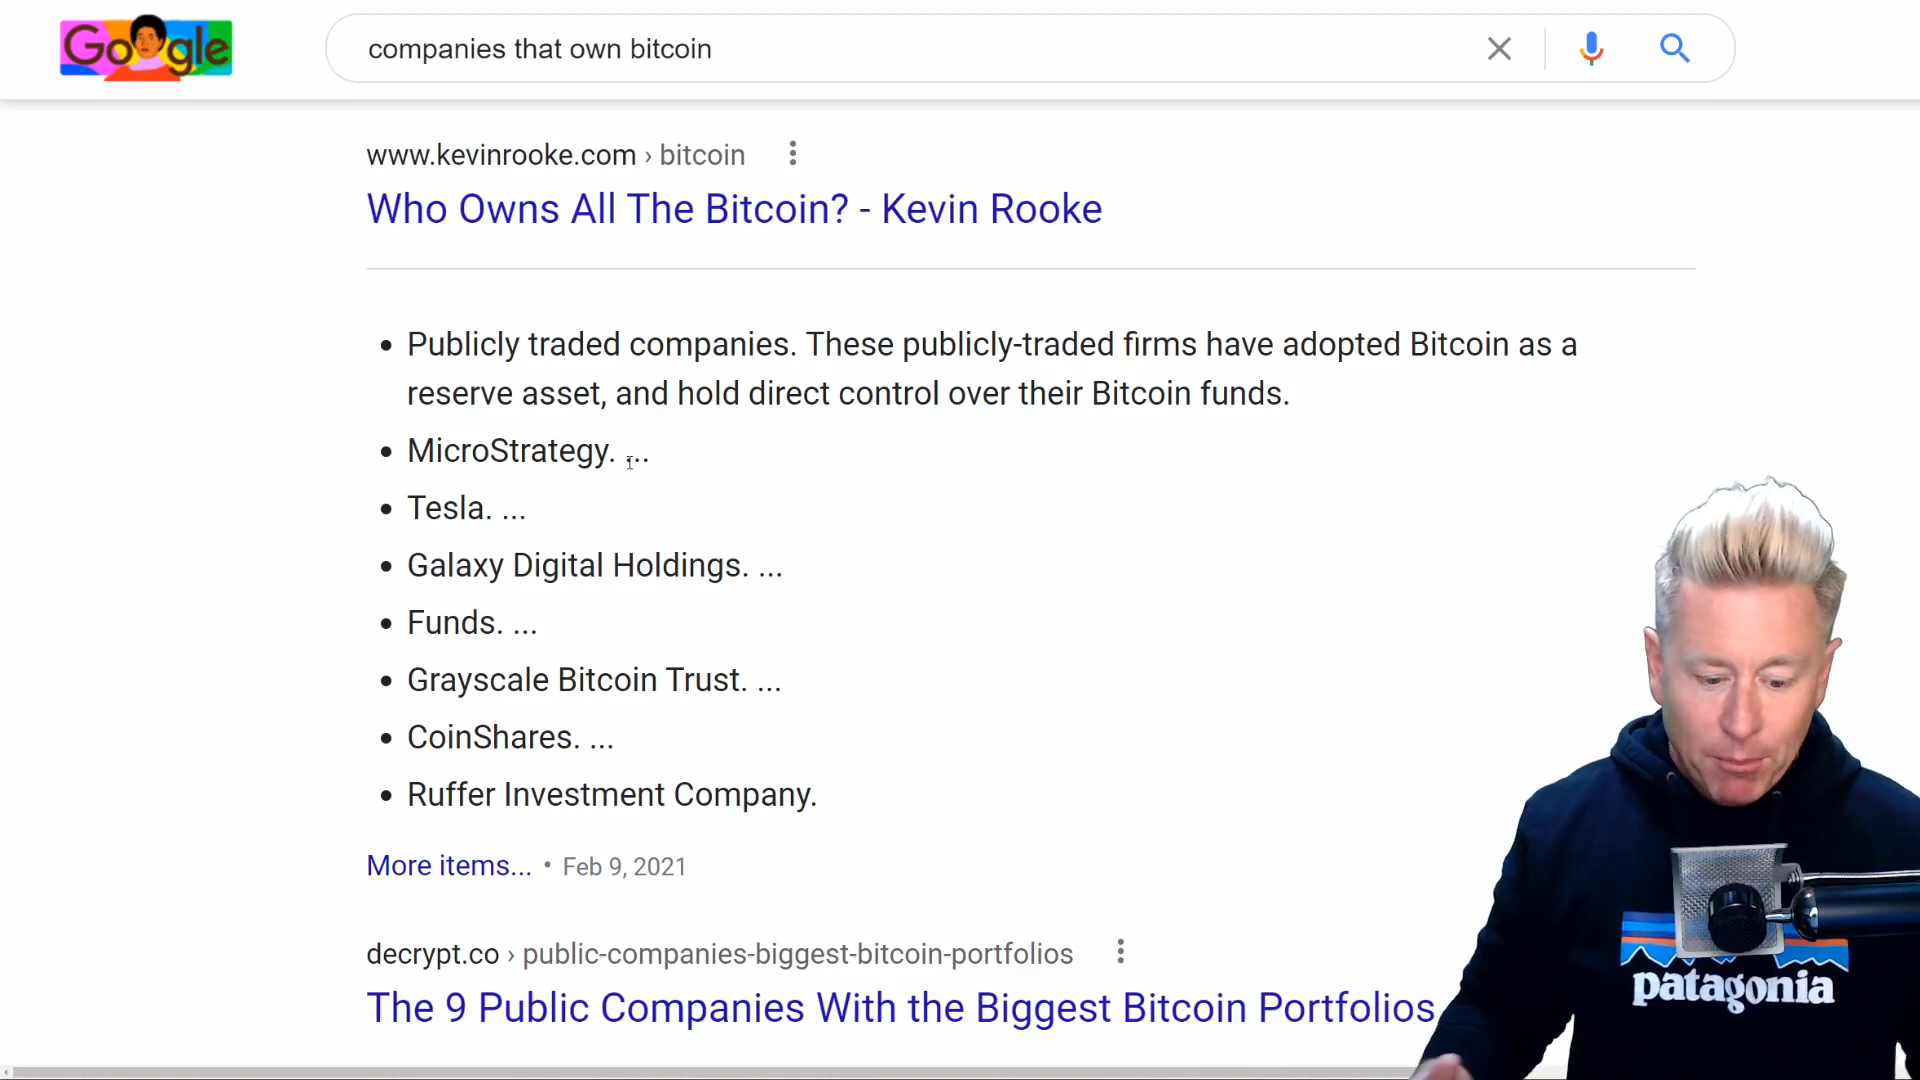 Google
companies that own bitcoin
www.kevinrooke.com › bitcoin
Who Owns All The Bitcoin? - Kevin Rooke
Publicly traded companies. These publicly-traded firms have adopted Bitcoin as a
reserve asset, and hold direct control over their Bitcoin funds.
MicroStrategy. ...
Tesla. ...
Galaxy Digital Holdings. ...
Funds. ...
Grayscale Bitcoin Trust. ...
CoinShares. ...
Ruffer Investment Company.
More items... • Feb 9, 2021
decrypt.co › public-companies-biggest-bitcoin-portfolios
The 9 Public Companies With the Biggest Bitcoin Portfolios
patagonia